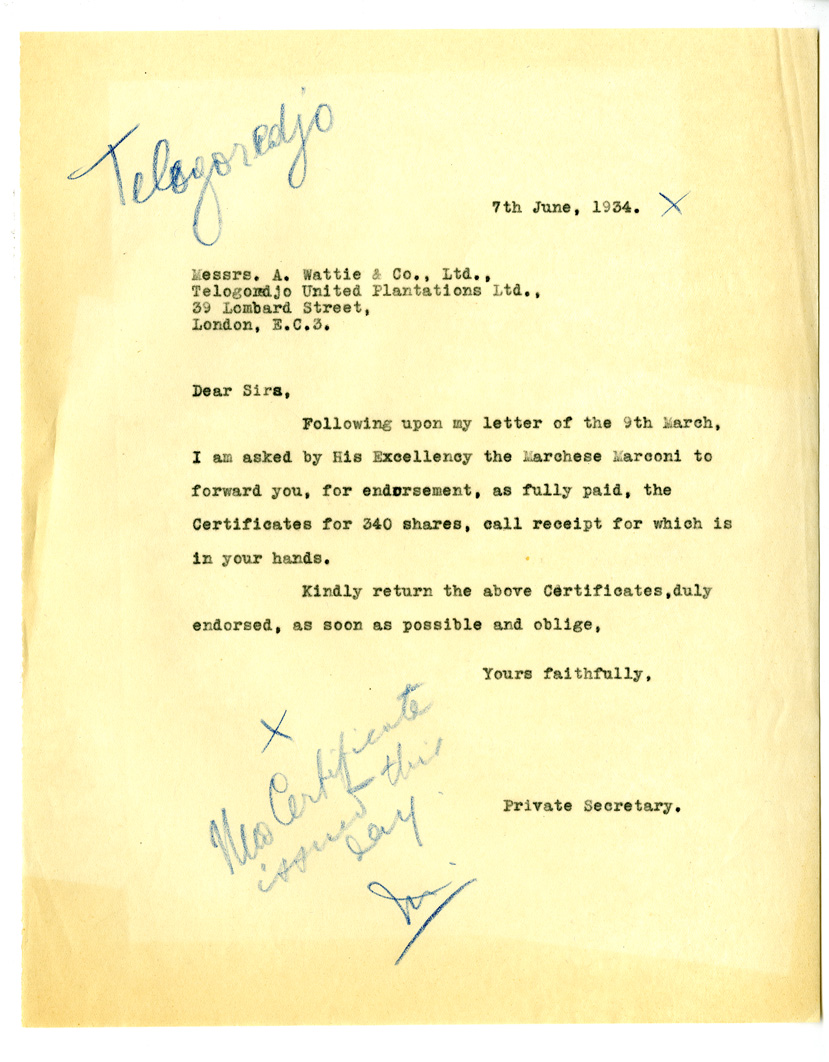 Telogoredjo
7th June, 1934. X
Messrs. A. Wattie & Co., Ltd.,
Telogoredjo United Plantations Ltd.,
39 Lombard Street,
London, E.C.3.
Dear Sirs,
Following upon my letter of the 9th March,
I am asked by His Excellency the Marchese Marconi to
forward you, for endorsement, as fully paid, the
Certificates for 340 shares, call receipt for which is
in your hands.
Kindly return the above Certificates,duly
endorsed, as soon as possible and oblige,
Yours faithfully,
Private Secretary.
X
Certificate
issued this
day.